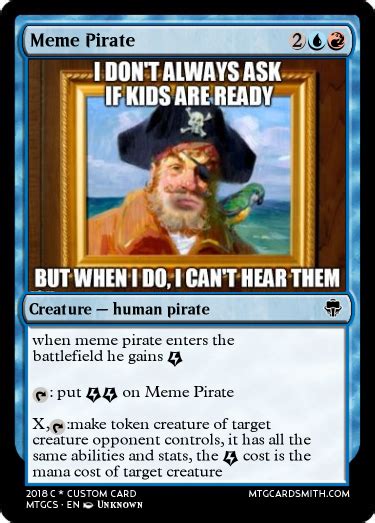 Meme Pirate 2
I DON'T ALWAYS ASK
IF KIDS ARE READY
BUT WHEN I DO, I CAN'T HEAR THEM
Creature — human pirate
when meme pirate enters the
battlefield he gains
: put on Meme Pirate
X, :make token creature of target
creature opponent controls, it has all the
same abilities and stats, the cost is the
mana cost of target creature
2018 C * CUSTOM CARD
MTGCS · EN Unknown
MTGCARDSMITH.COM